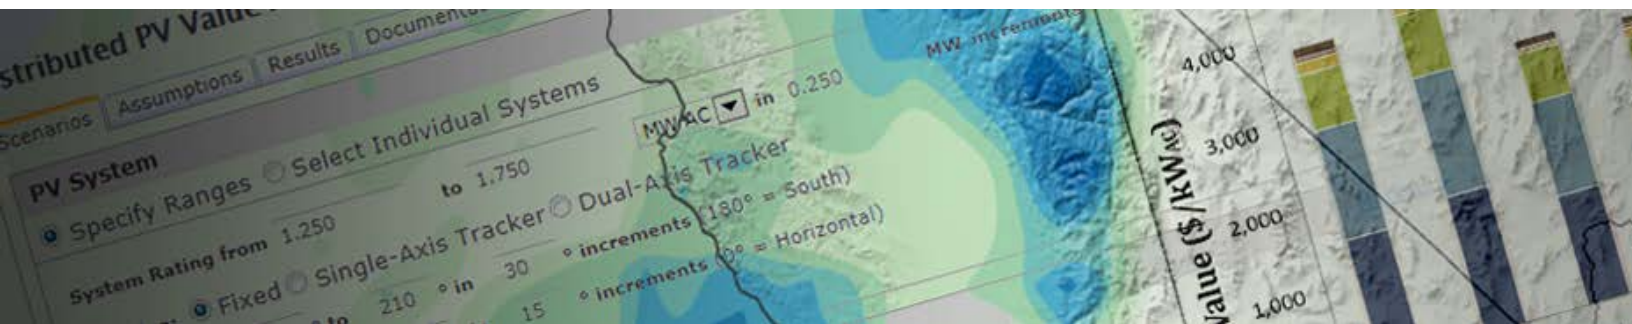 stributed PV Value
Scenarios Assumptions Results
PV System
Specify Ranges Select Individual Systems
System Rating from 1.250 to 1.750 MW AC in 0.250 MW increments
Fixed Single-Axis Tracker Dual-Axis Tracker
210 ° in 30 ° increments (180° = South)
15 ° increments (0° = Horizontal)
Value ($/kWAC)
4,000
3,000
2,000
1,000